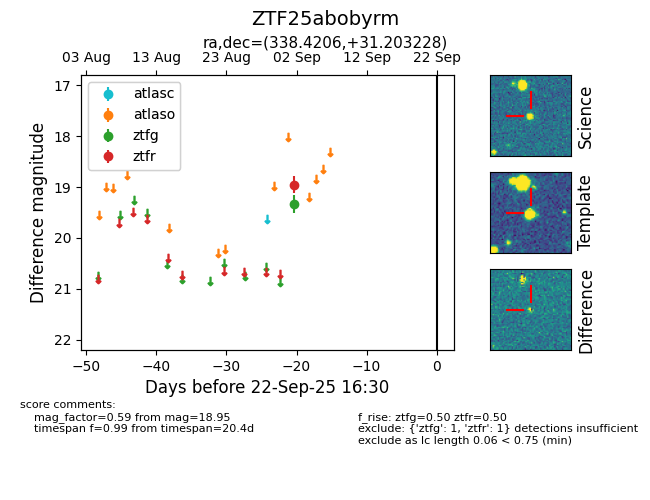 ZTF25abobyrm
ra,dec=(338.4206,+31.203228)
03 Aug 13 Aug 23 Aug 02 Sep 12 Sep 22 Sep
17
18
19
20
21
22
Difference magnitude
atlasc
atlaso
ztfg
ztfr
−50 −40 −30 −20 −10 0
Days before 22-Sep-25 16:30
Science
Template
Difference
score comments:
mag_factor=0.59 from mag=18.95
timespan f=0.99 from timespan=20.4d
f_rise: ztfg=0.50 ztfr=0.50
exclude: {'ztfg': 1, 'ztfr': 1} detections insufficient
exclude as lc length 0.06 < 0.75 (min)